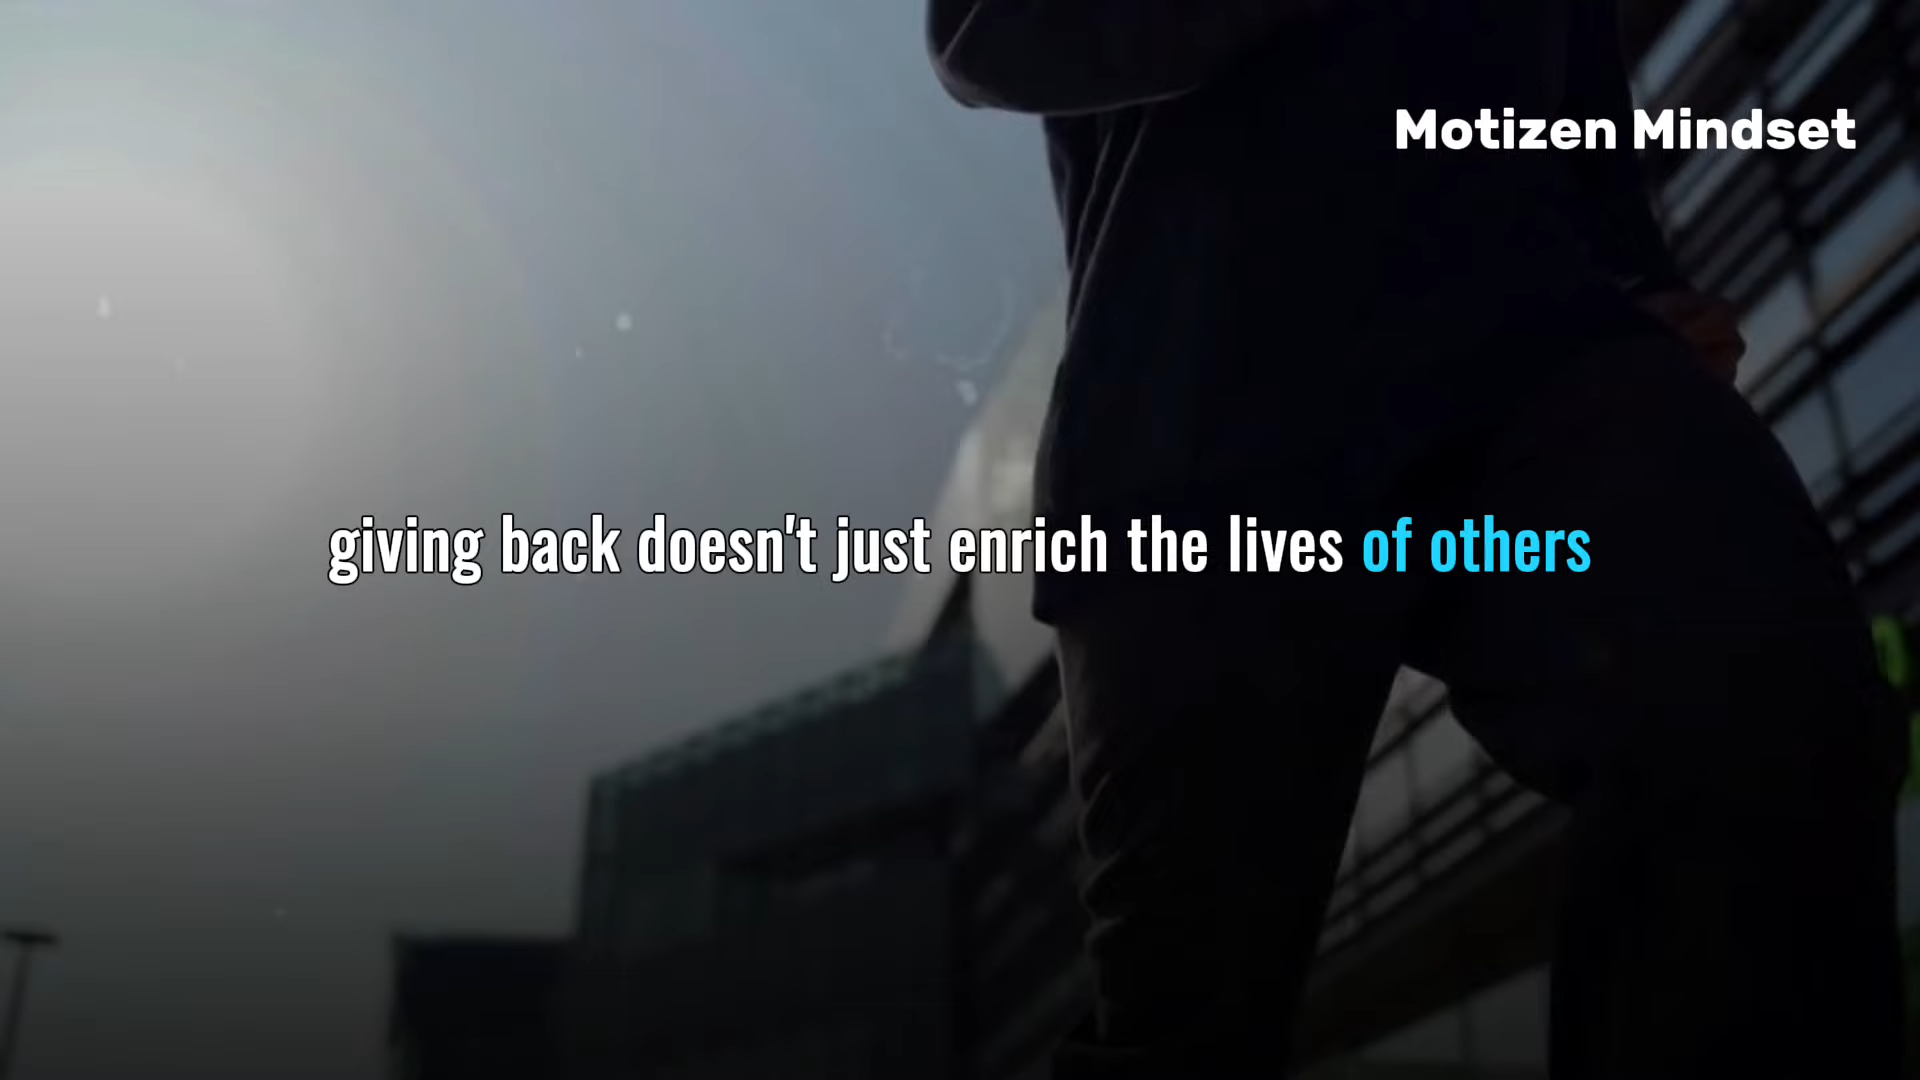 Motizen Mindset
giving back doesn't just enrich the lives of others